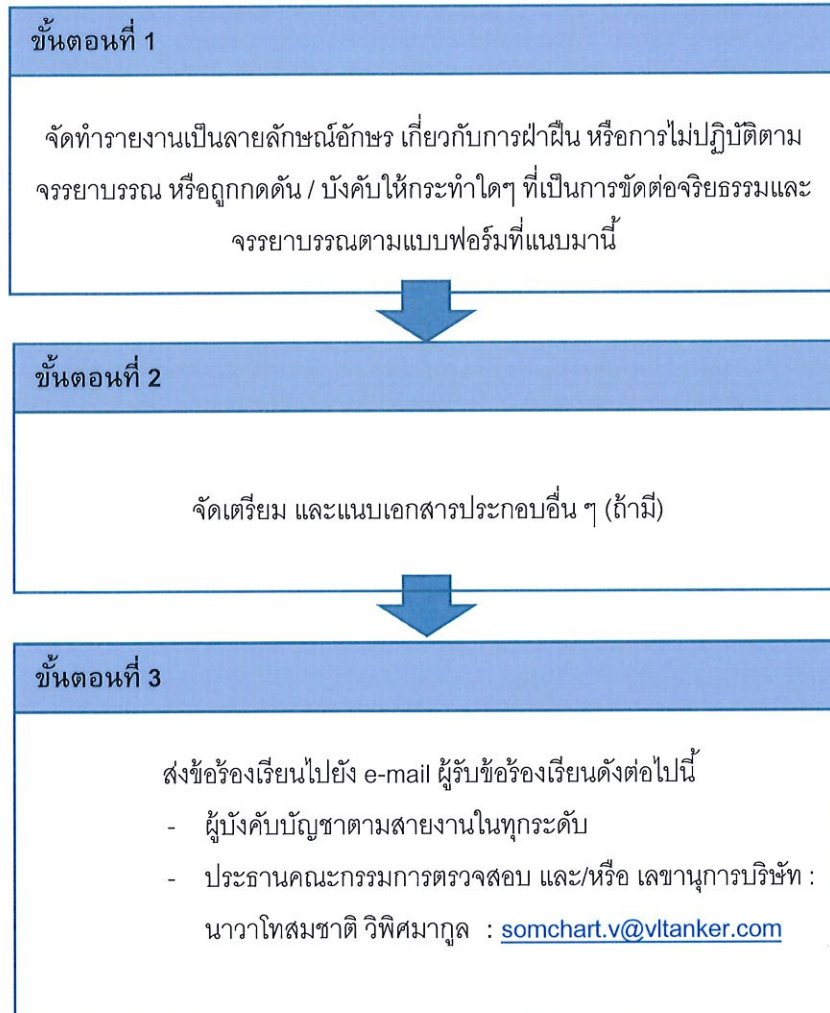 ขั้นตอนที่ 1
จัดทำรายงานเป็นลายลักษณ์อักษร เกี่ยวกับการฝ่าฝืน หรือการไม่ปฏิบัติตาม
จรรยาบรรณ หรือถูกกดดัน / บังคับให้กระทำใดๆ ที่เป็นการขัดต่อจริยธรรมและ
จรรยาบรรณตามแบบฟอร์มที่แนบมานี้
ขั้นตอนที่ 2
จัดเตรียม และแนบเอกสารประกอบอื่น ๆ (ถ้ามี)
ขั้นตอนที่ 3
ส่งข้อร้องเรียนไปยัง e-mail ผู้รับข้อร้องเรียนดังต่อไปนี้
- ผู้บังคับบัญชาตามสายงานในทุกระดับ
- ประธานคณะกรรมการตรวจสอบ และ/หรือ เลขานุการบริษัท :
นาวาโทสมชาติ วิพิศมากูล : somchart.v@vltanker.com